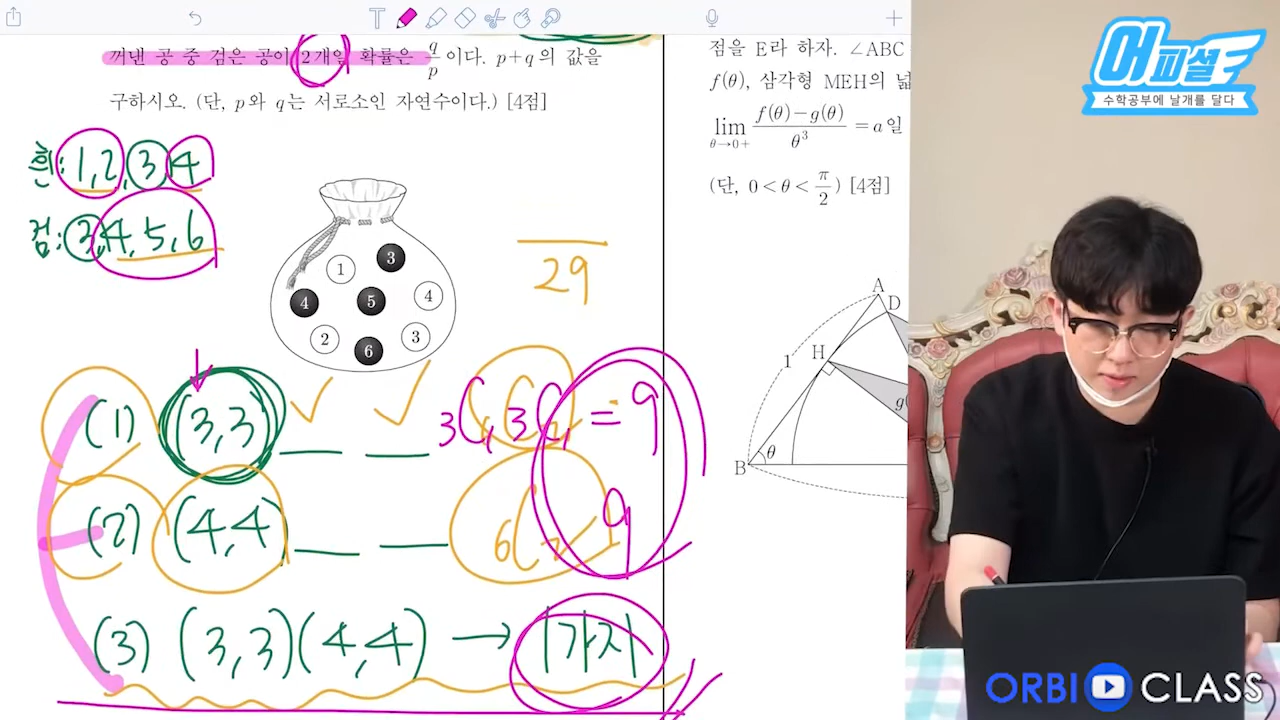 꺼낸 공 중 검은 공이 2개일 확률은 q/p 이다. p+q의 값을
구하시오. (단, p와 q는 서로소인 자연수이다.) [4점]
흰: 1, 2, 3, 4
검: 3, 4, 5, 6
1 3
4 5 4
2 3
6
29
(1) (3,3) 3C1 3C1 = 9
(2) (4,4) 6C2 9
(3) (3,3)(4,4) → 1가지
점을 E라 하자. ∠ABC
f(θ), 삼각형 MEH의 넓
lim θ→0+ f(θ)−g(θ)/θ³ = a일
(단, 0<θ<π/2) [4점]
A
D
H
1
g(
B
θ
어피셜
수학공부에 날개를 달다
ORBI CLASS